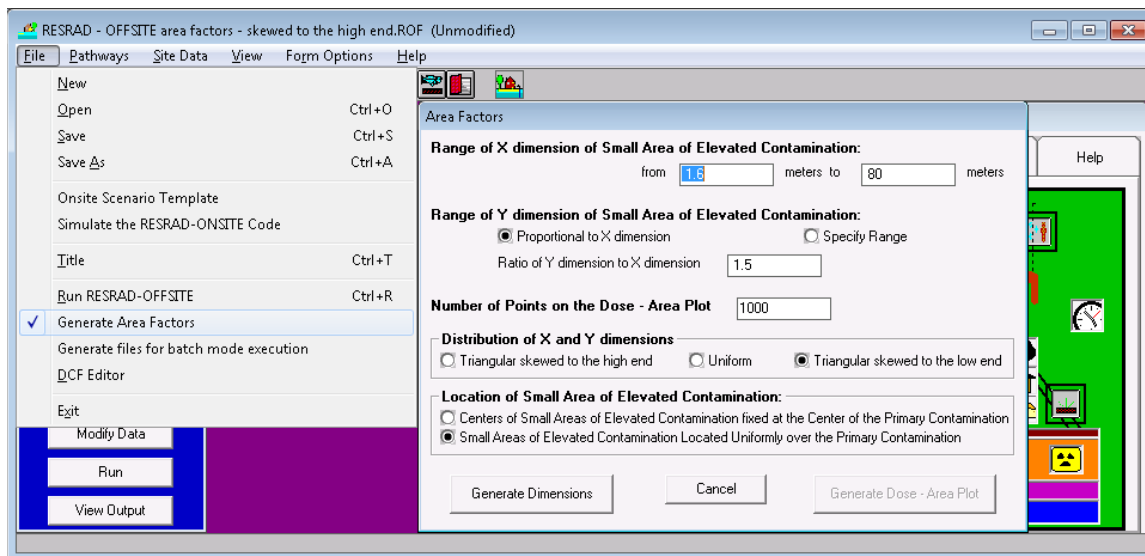 RESRAD - OFFSITE area factors - skewed to the high end.ROF (Unmodified)
File Pathways Site Data View Form Options Help
New
Open Ctrl+O
Save Ctrl+S
Save As Ctrl+A
Onsite Scenario Template
Simulate the RESRAD-ONSITE Code
Title Ctrl+T
Run RESRAD-OFFSITE Ctrl+R
Generate Area Factors
Generate files for batch mode execution
DCF Editor
Exit
Modify Data
Run
View Output
Area Factors
Range of X dimension of Small Area of Elevated Contamination:
from 1.6 meters to 80 meters
Range of Y dimension of Small Area of Elevated Contamination:
Proportional to X dimension Specify Range
Ratio of Y dimension to X dimension 1.5
Number of Points on the Dose - Area Plot 1000
Distribution of X and Y dimensions
Triangular skewed to the high end Uniform Triangular skewed to the low end
Location of Small Area of Elevated Contamination:
Centers of Small Areas of Elevated Contamination fixed at the Center of the Primary Contamination
Small Areas of Elevated Contamination Located Uniformly over the Primary Contamination
Generate Dimensions Cancel Generate Dose - Area Plot
Help